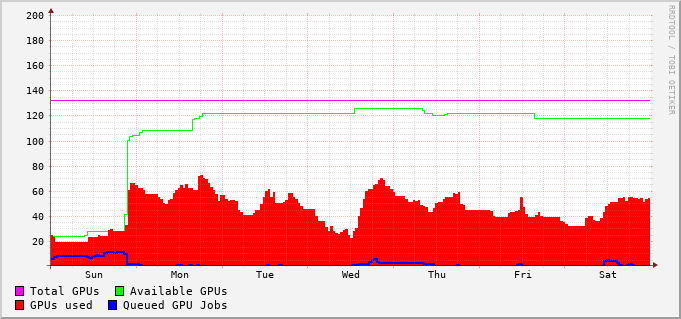 200
180
160
140
120
100
80
60
40
20
Sun Mon Tue Wed Thu Fri Sat
Total GPUs Available GPUs
GPUs used Queued GPU Jobs
RRDTOOL / TOBI OETIKER